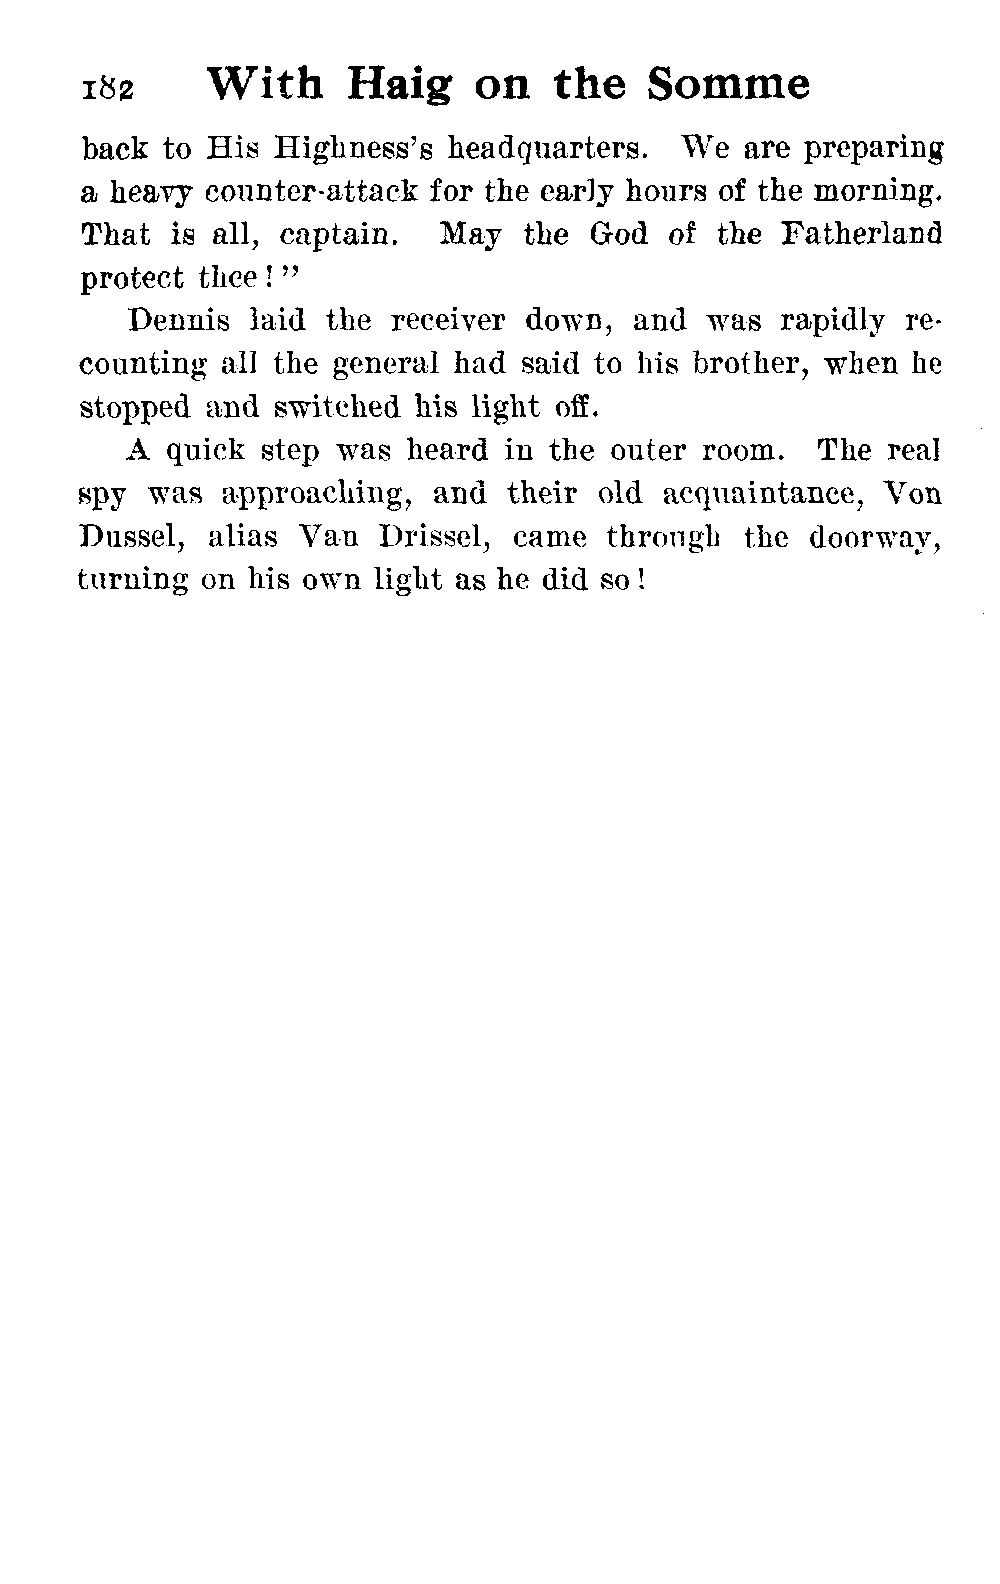 182 With Haig on the Somme
back to His Highness's headquarters. We are preparing
a heavy counter-attack for the early hours of the morning.
That is all, captain. May the God of the Fatherland
protect thee!”
Dennis laid the receiver down, and was rapidly re-
counting all the general had said to his brother, when he
stopped and switched his light off.
A quick step was heard in the outer room. The real
spy was approaching, and their old acquaintance, Von
Dussel, alias Van Drissel, came through the doorway,
turning on his own light as he did so!